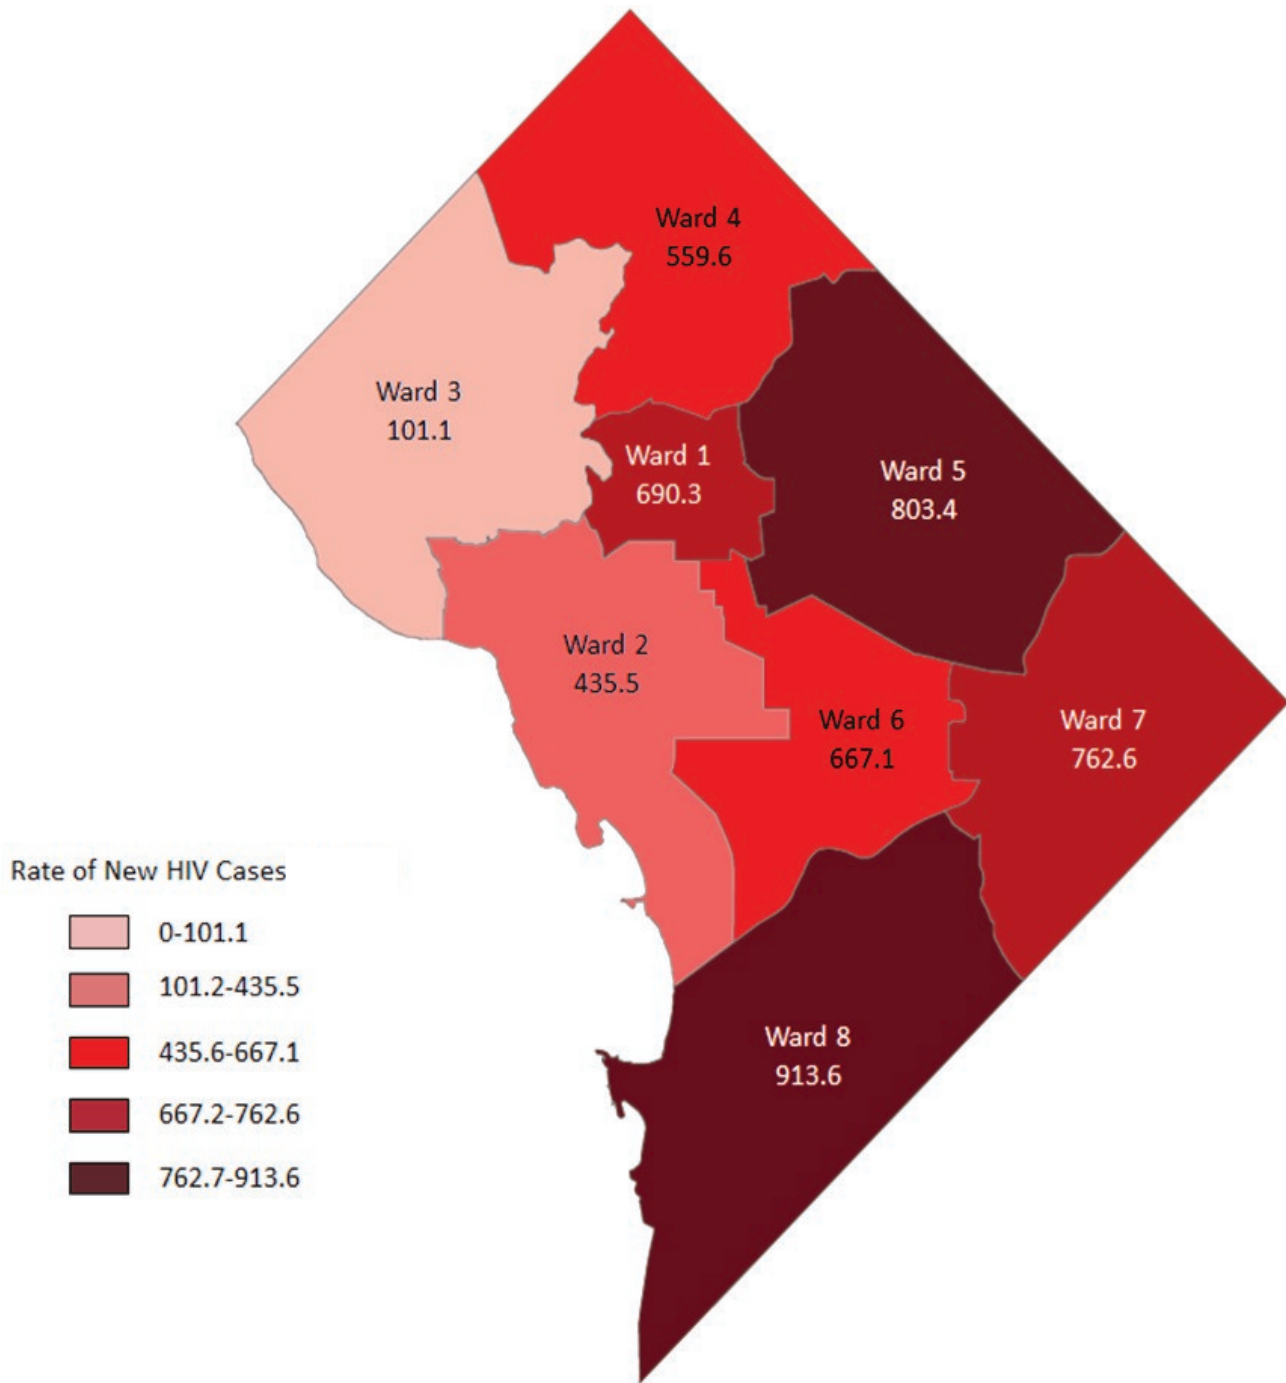 Ward 4
559.6
Ward 3
101.1
Ward 1
690.3
Ward 5
803.4
Ward 2
435.5
Ward 6
667.1
Ward 7
762.6
Rate of New HIV Cases
0-101.1
101.2-435.5
435.6-667.1
667.2-762.6
762.7-913.6
Ward 8
913.6